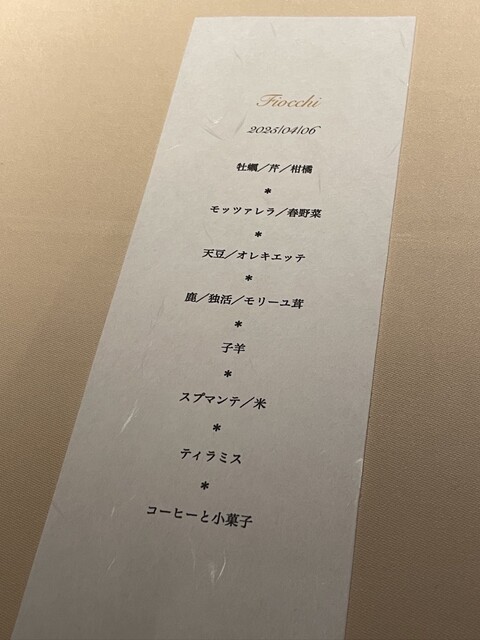 Fiocchi
2025/04/06
牡蠣／芹／柑橘
*
モッツァレラ／春野菜
*
天豆／オレキエッテ
*
鹿／独活／モリーユ茸
*
子羊
*
スプマンテ／米
*
ティラミス
*
コーヒーと小菓子